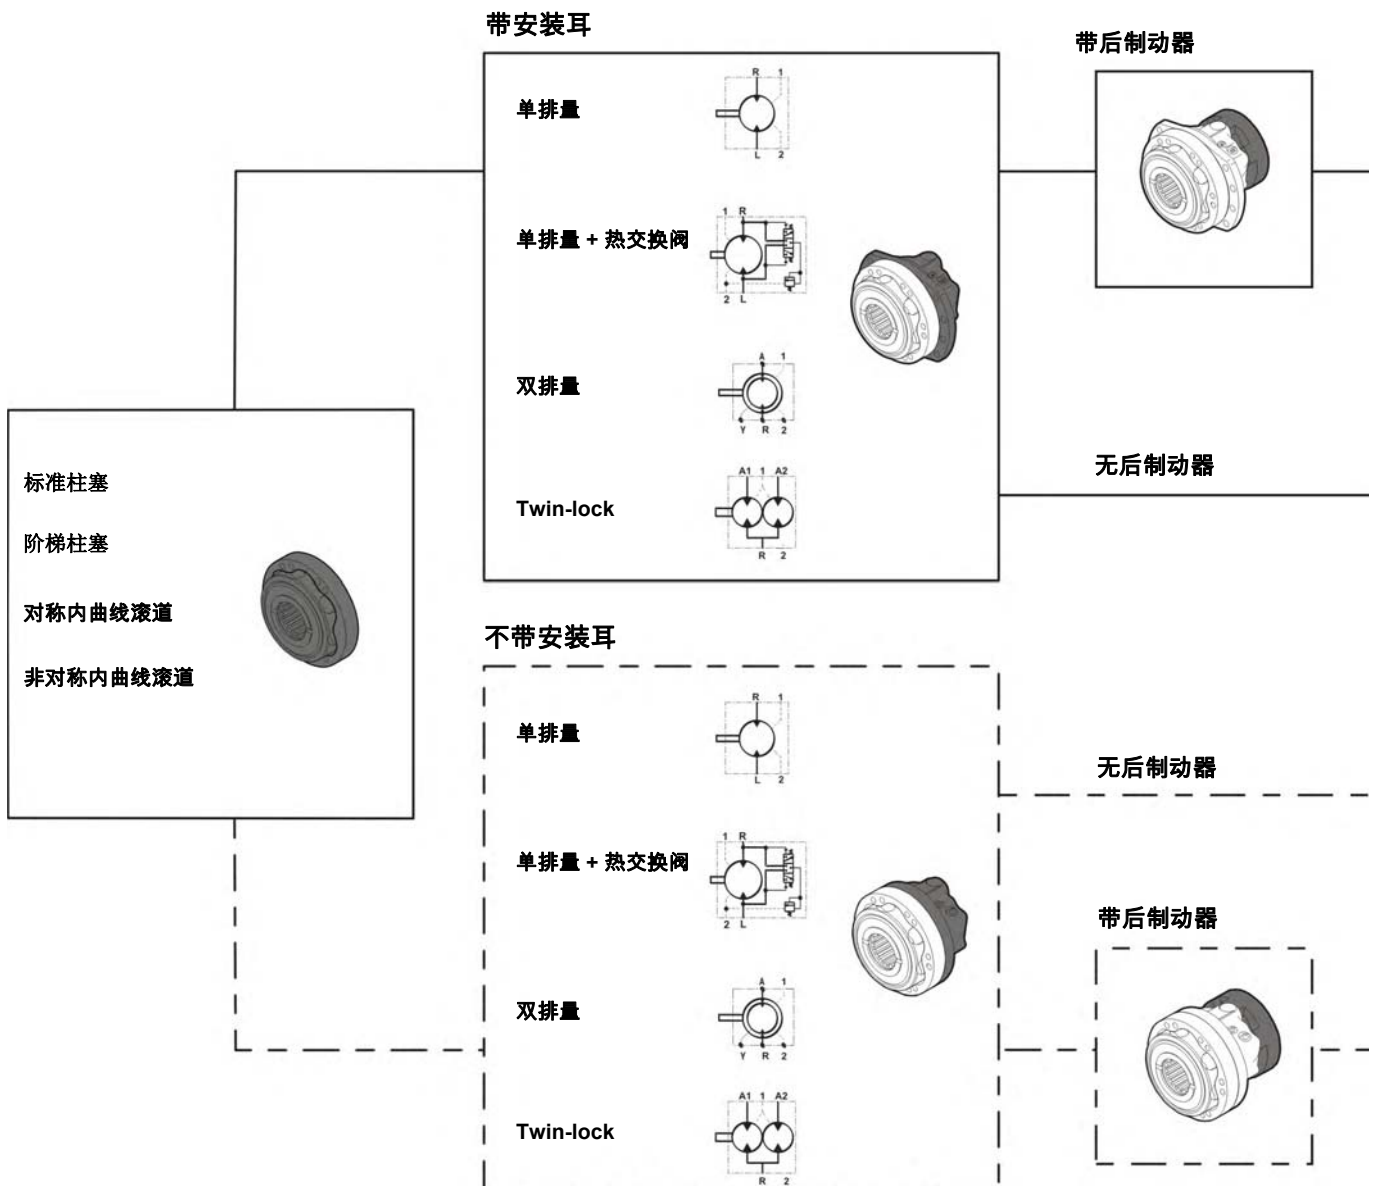 带安装耳
带后制动器
单排量
R 1
L 2
单排量 + 热交换阀
1 R
2 L
双排量
A 1
Y R 2
无后制动器
Twin-lock
A1 1 A2
R 2
标准柱塞
阶梯柱塞
对称内曲线滚道
非对称内曲线滚道
不带安装耳
单排量
R 1
L 2
无后制动器
单排量 + 热交换阀
1 R
2 L
带后制动器
双排量
A 1
Y R 2
Twin-lock
A1 1 A2
R 2